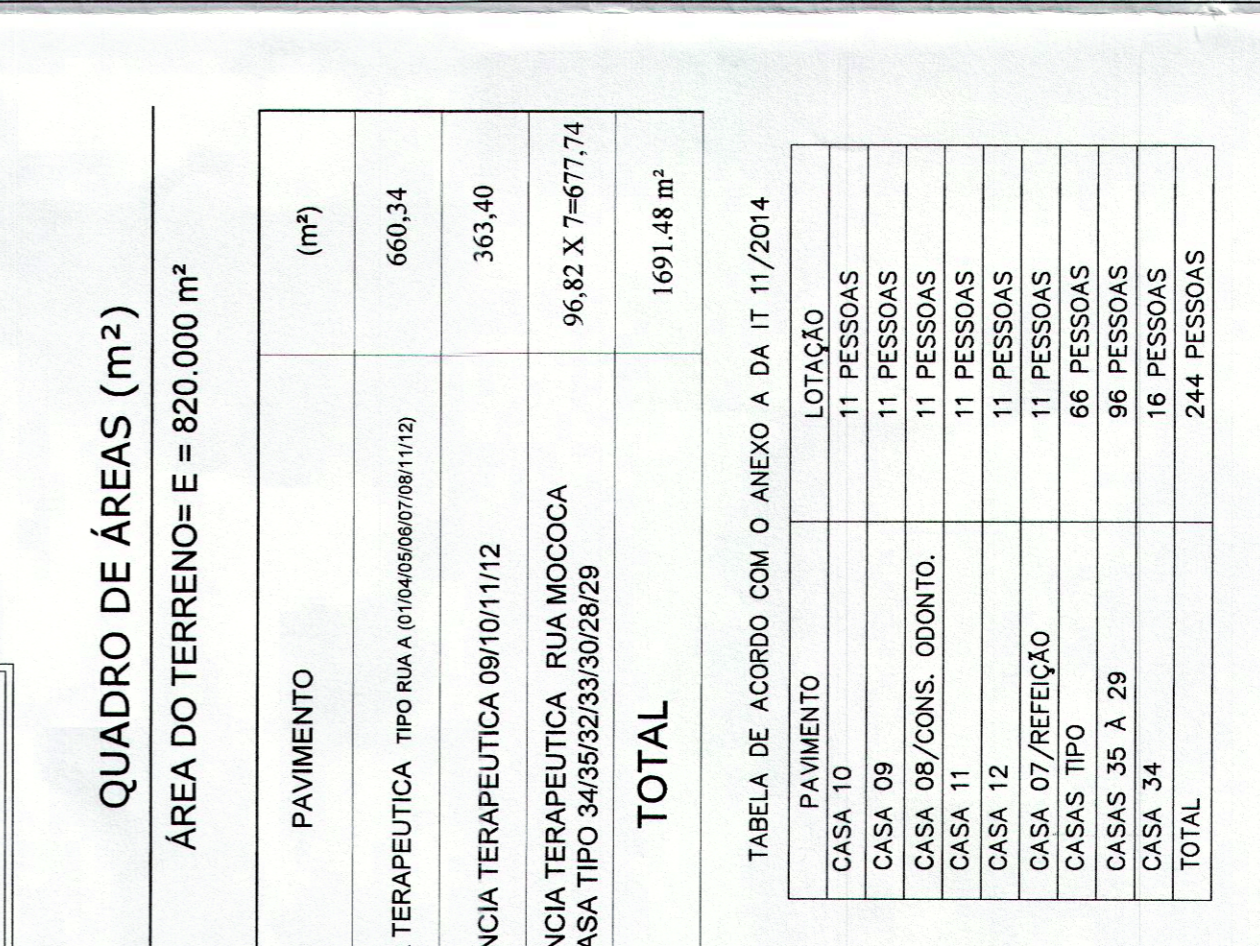 QUADRO DE ÁREAS (m²)
ÁREA DO TERRENO= E = 820.000 m²
PAVIMENTO (m²)
TERAPEUTICA TIPO RUA A (01/04/05/06/07/08/11/12) 660,34
NCIA TERAPEUTICA 09/10/11/12 363,40
NCIA TERAPEUTICA RUA MOCOCA
ASA TIPO 34/35/32/33/30/28/29 96,82 X 7=677,74
TOTAL 1691.48 m²
TABELA DE ACORDO COM O ANEXO A DA IT 11/2014
PAVIMENTO LOTAÇÃO
CASA 10 11 PESSOAS
CASA 09 11 PESSOAS
CASA 08/CONS. ODONTO. 11 PESSOAS
CASA 11 11 PESSOAS
CASA 12 11 PESSOAS
CASA 07/REFEIÇÃO 11 PESSOAS
CASAS TIPO 66 PESSOAS
CASAS 35 À 29 96 PESSOAS
CASA 34 16 PESSOAS
TOTAL 244 PESSOAS